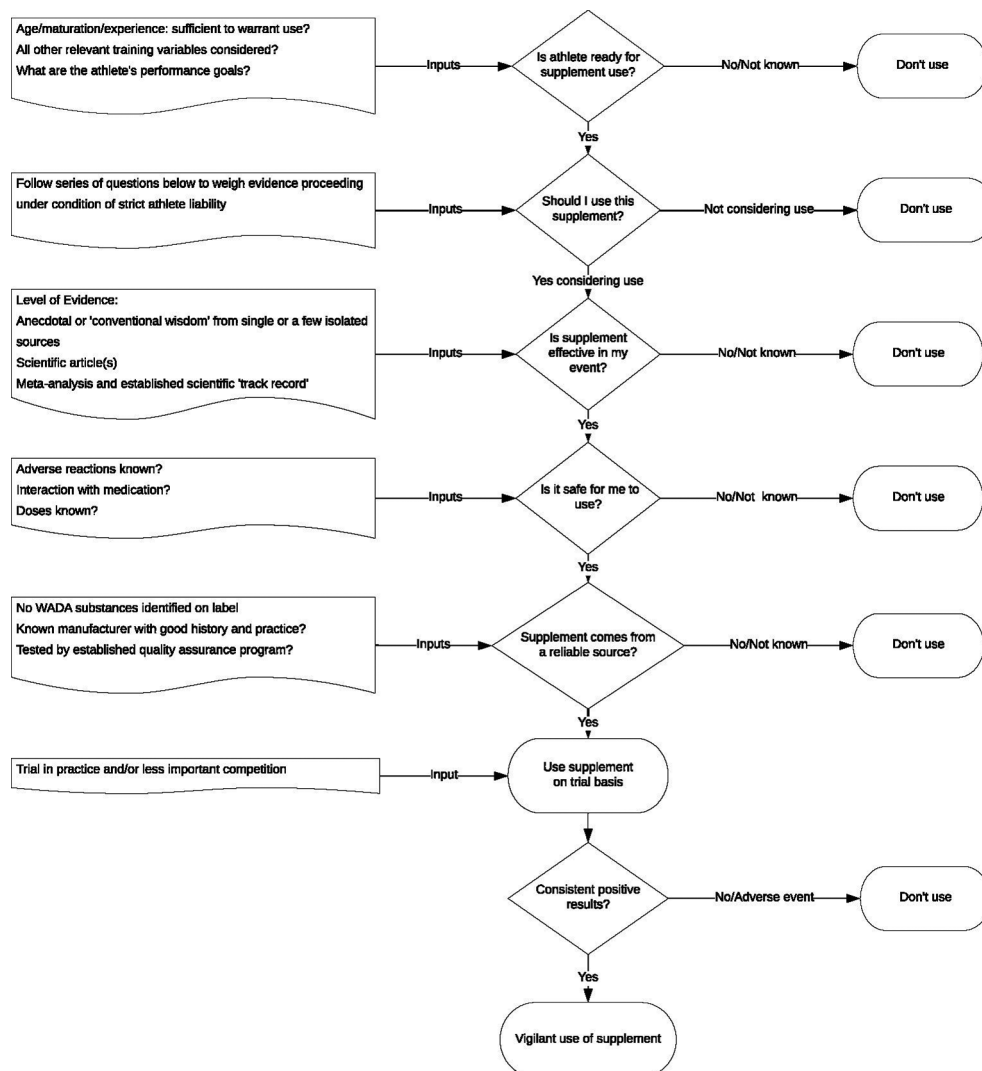 Age/maturation/experience: sufficient to warrant use?
All other relevant training variables considered?
What are the athlete's performance goals?
Inputs
Is athlete ready for
supplement use?
No/Not known
Don't use
Yes
Follow series of questions below to weigh evidence proceeding
under condition of strict athlete liability
Inputs
Should I use this
supplement?
Not considering use
Don't use
Yes considering use
Level of Evidence:
Anecdotal or 'conventional wisdom' from single or a few isolated
sources
Scientific article(s)
Meta-analysis and established scientific 'track record'
Inputs
Is supplement
effective in my
event?
No/Not known
Don't use
Yes
Adverse reactions known?
Interaction with medication?
Doses known?
Inputs
Is it safe for me to
use?
No/Not known
Don't use
Yes
No WADA substances identified on label
Known manufacturer with good history and practice?
Tested by established quality assurance program?
Inputs
Supplement comes from
a reliable source?
No/Not known
Don't use
Yes
Trial in practice and/or less important competition
Input
Use supplement
on trial basis
Consistent positive
results?
No/Adverse event
Don't use
Yes
Vigilant use of supplement